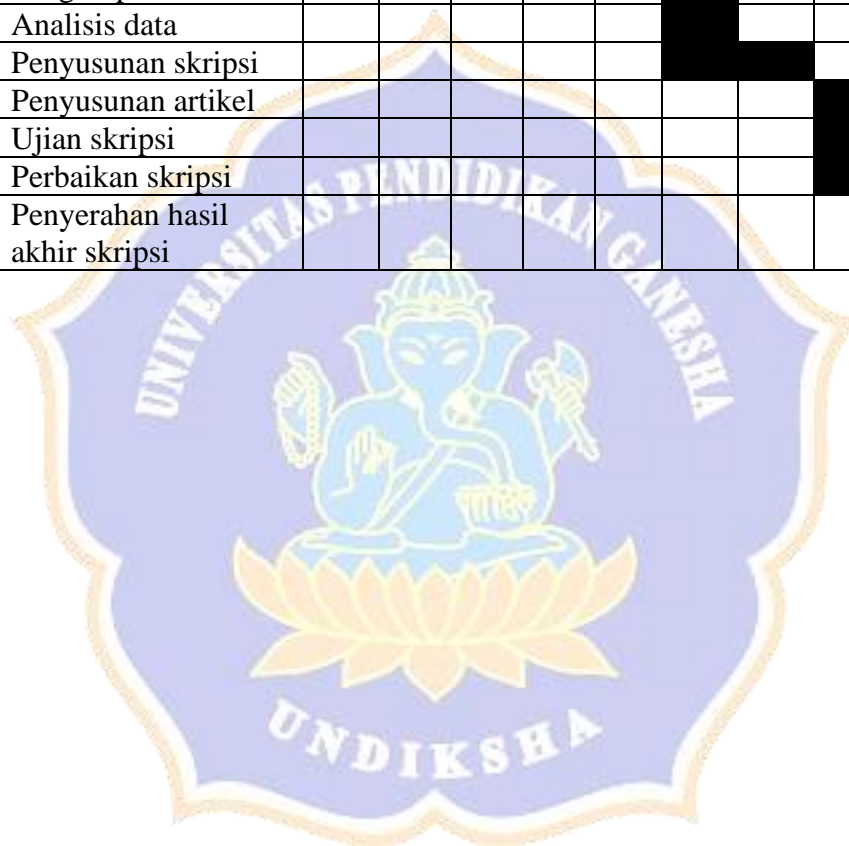 Analisis data
Penyusunan skripsi
Penyusunan artikel
Ujian skripsi
Perbaikan skripsi
Penyerahan hasil
akhir skripsi
UNIVERSITAS PENDIDIKAN GANESHA
UNDIKSHA